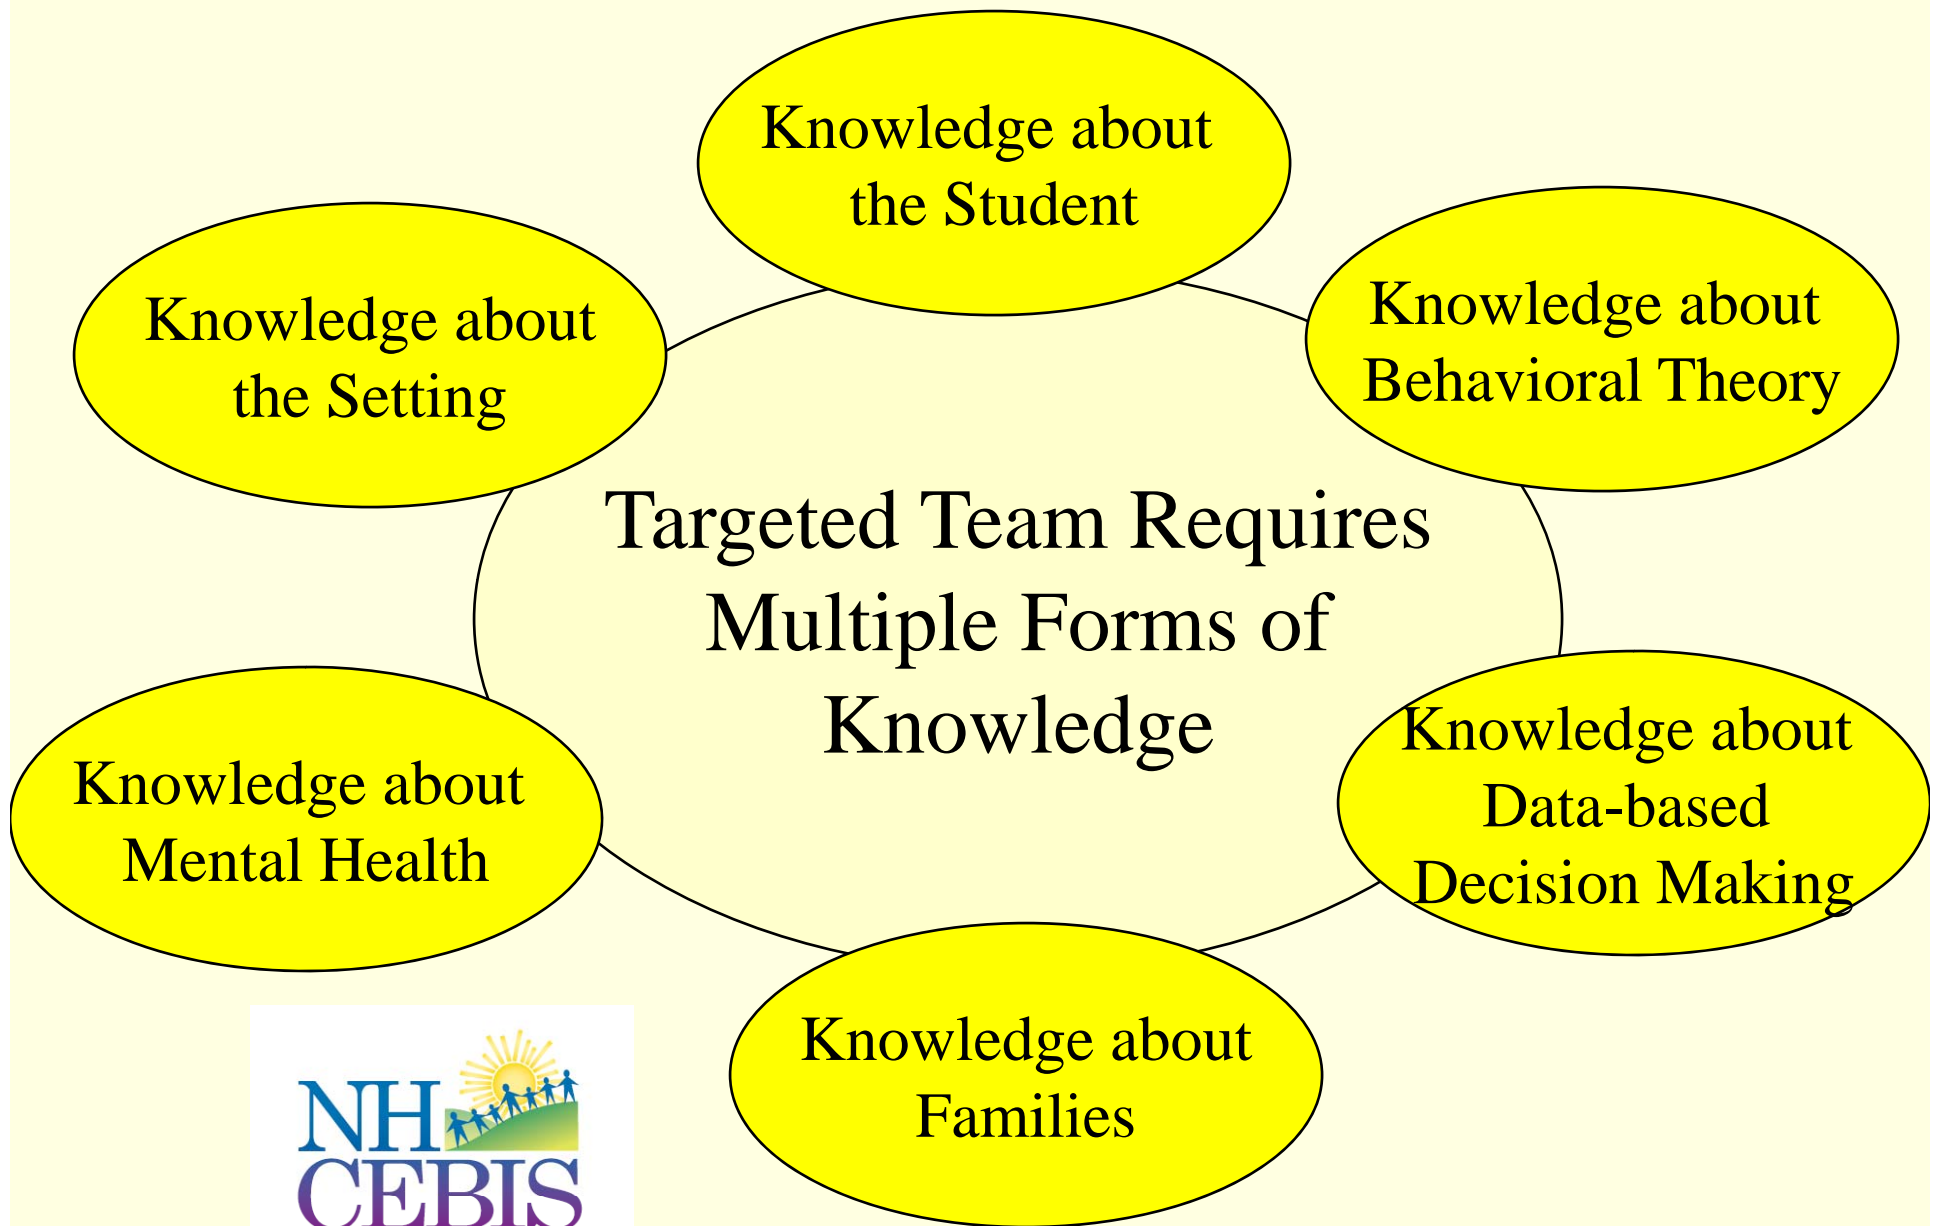 Knowledge about
the Student
Knowledge about
the Setting
Knowledge about
Behavioral Theory
Targeted Team Requires
Multiple Forms of
Knowledge
Knowledge about
Mental Health
Knowledge about
Data-based
Decision Making
Knowledge about
Families
NH
CEBIS